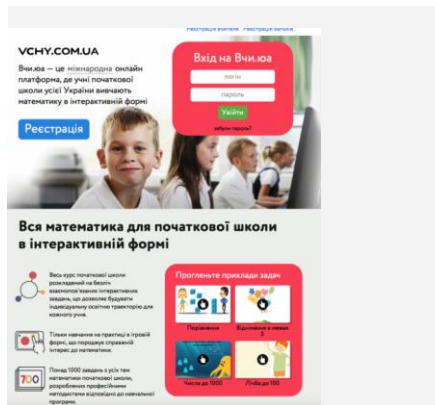 Реєстрація вчителя Реєстрація батьків
VCHY.COM.UA
Вчи.юа – це міжнародна онлайн
платформа, де учні початкової
школи усієї України вивчають
математику в інтерактивній формі
Реєстрація
Вхід на Вчи.юа
логін
пароль
Увійти
забули пароль?
Вся математика для початкової школи
в інтерактивній формі
Весь курс початкової школи
розкладений на безліч
взаємопов'язаних інтерактивних
завдань, що дозволяє будувати
індивідуальну освітню траєкторію для
кожного учня.
Тільки навчання на практиці в ігровій
формі, що породжує справжній
інтерес до математики.
700
Понад 1000 завдань з усіх тем
математики початкової школи,
розроблених професійними
методистами відповідно до навчальної
програми.
Прогляньте приклади задач
Порівняння
Віднімання в межах
5
Числа до 1000
Лічба до 100